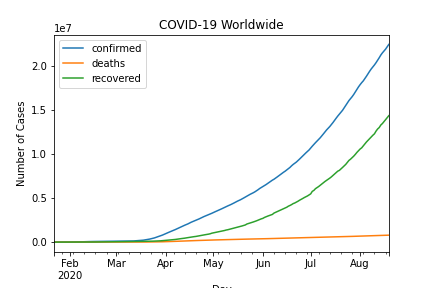 COVID-19 Worldwide
1e7
confirmed
deaths
recovered
2.0
1.5
1.0
0.5
0.0
Number of Cases
Feb Mar Apr May Jun Jul Aug
2020